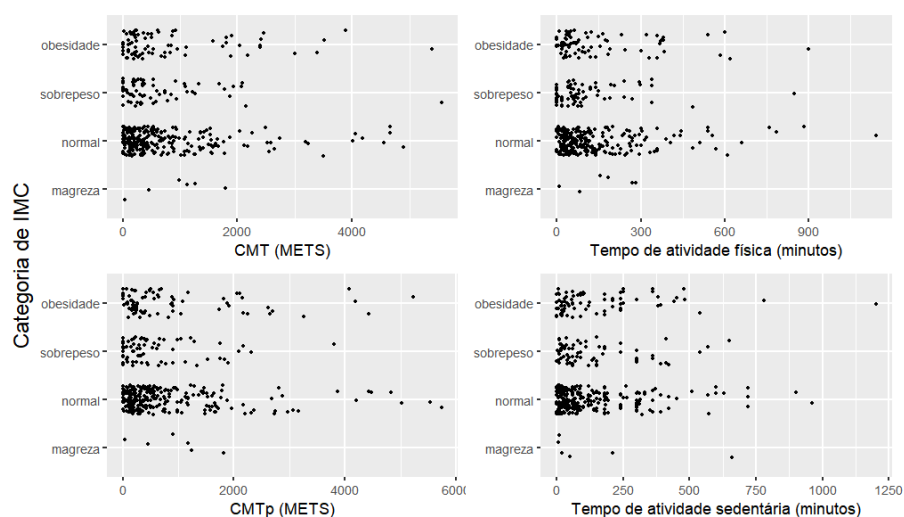 Categoria de IMC
obesidade
sobrepeso
normal
magreza
0 2000 4000
CMT (METS)
obesidade
sobrepeso
normal
magreza
0 300 600 900
Tempo de atividade física (minutos)
obesidade
sobrepeso
normal
magreza
0 2000 4000 6000
CMTp (METS)
obesidade
sobrepeso
normal
magreza
0 250 500 750 1000 1250
Tempo de atividade sedentária (minutos)